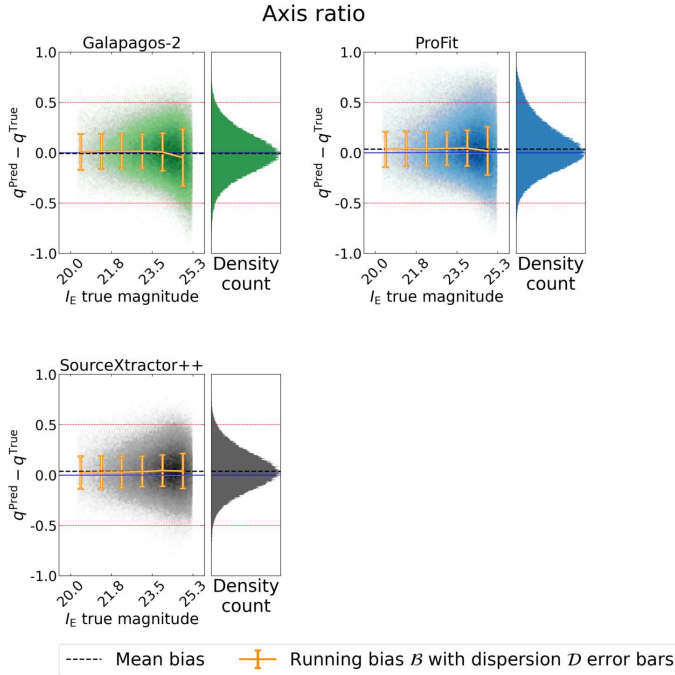 Axis ratio
Galapagos-2
ProFit
1.0
0.5
0.0
-0.5
-1.0
q^Pred − q^True
20.0
21.8
23.5
25.3
I_E true magnitude
Density
count
1.0
0.5
0.0
-0.5
-1.0
q^Pred − q^True
20.0
21.8
23.5
25.3
I_E true magnitude
Density
count
SourceXtractor++
1.0
0.5
0.0
-0.5
-1.0
q^Pred − q^True
20.0
21.8
23.5
25.3
I_E true magnitude
Density
count
Mean bias
Running bias ℬ with dispersion 𝒟 error bars